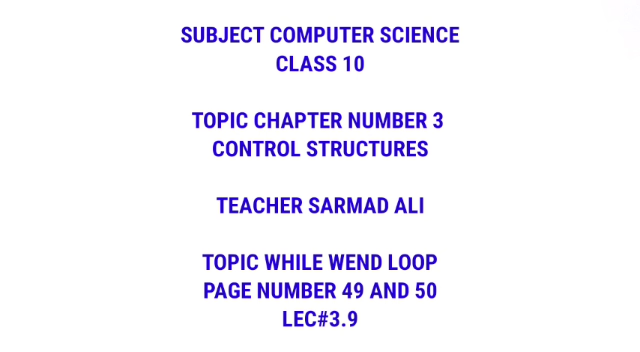 SUBJECT COMPUTER SCIENCE
CLASS 10
TOPIC CHAPTER NUMBER 3
CONTROL STRUCTURES
TEACHER SARMAD ALI
TOPIC WHILE WEND LOOP
PAGE NUMBER 49 AND 50
LEC#3.9